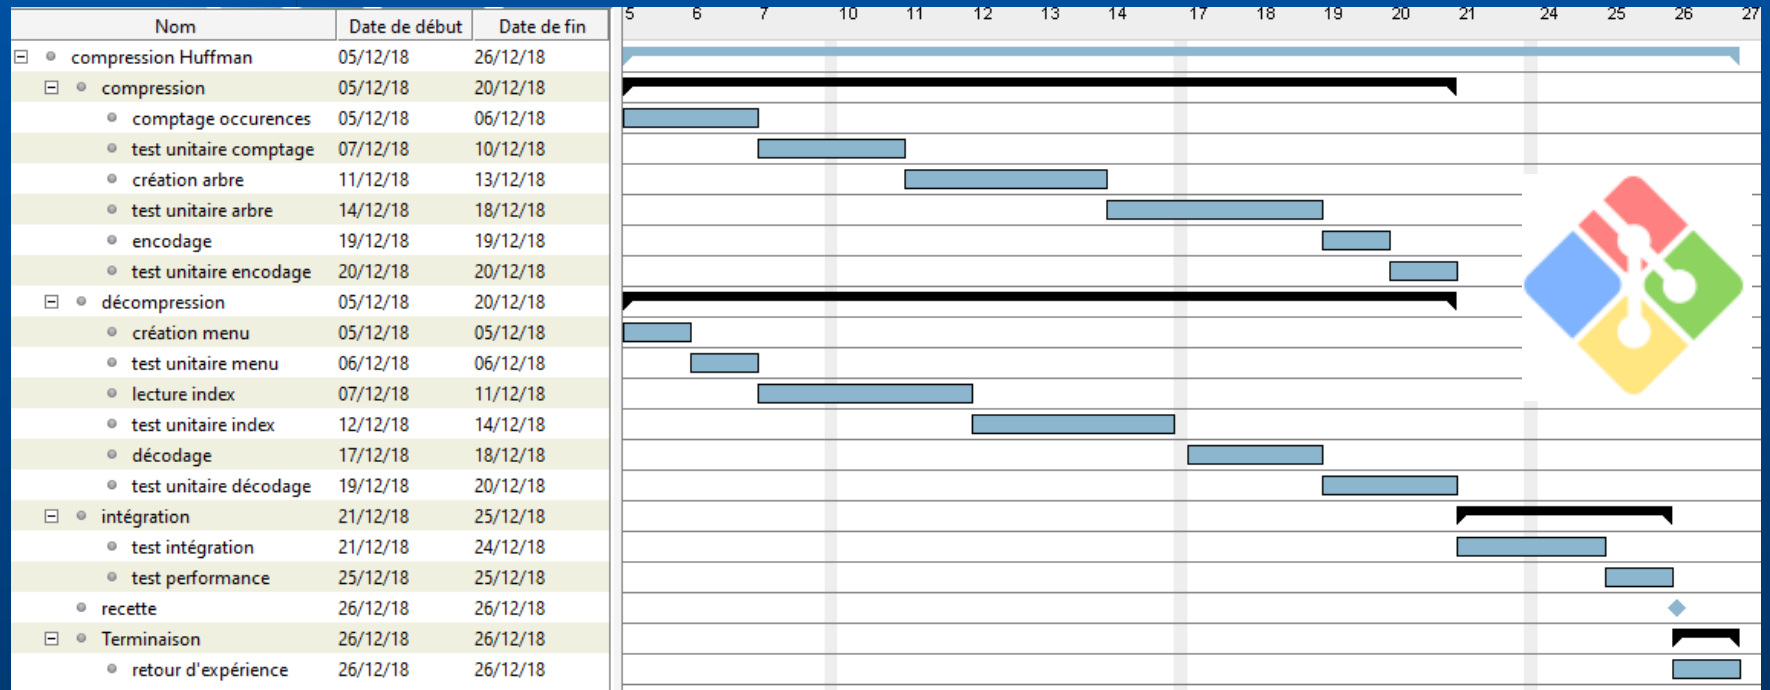 Nom Date de début Date de fin 5 6 7 10 11 12 13 14 17 18 19 20 21 24 25 26 27
compression Huffman 05/12/18 26/12/18
compression 05/12/18 20/12/18
comptage occurences 05/12/18 06/12/18
test unitaire comptage 07/12/18 10/12/18
création arbre 11/12/18 13/12/18
test unitaire arbre 14/12/18 18/12/18
encodage 19/12/18 19/12/18
test unitaire encodage 20/12/18 20/12/18
décompression 05/12/18 20/12/18
création menu 05/12/18 05/12/18
test unitaire menu 06/12/18 06/12/18
lecture index 07/12/18 11/12/18
test unitaire index 12/12/18 14/12/18
décodage 17/12/18 18/12/18
test unitaire décodage 19/12/18 20/12/18
intégration 21/12/18 25/12/18
test intégration 21/12/18 24/12/18
test performance 25/12/18 25/12/18
recette 26/12/18 26/12/18
Terminaison 26/12/18 26/12/18
retour d'expérience 26/12/18 26/12/18